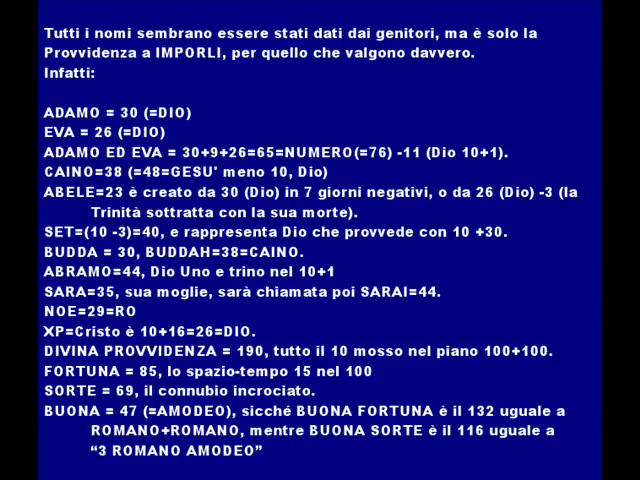 Tutti i nomi sembrano essere stati dati dai genitori, ma è solo la
Provvidenza a IMPORLI, per quello che valgono davvero.
Infatti:
ADAMO = 30 (=DIO)
EVA = 26 (=DIO)
ADAMO ED EVA = 30+9+26=65=NUMERO(=76) -11 (Dio 10+1).
CAINO=38 (=48=GESU' meno 10, Dio)
ABELE=23 è creato da 30 (Dio) in 7 giorni negativi, o da 26 (Dio) -3 (la
Trinità sottratta con la sua morte).
SET=(10 -3)=40, e rappresenta Dio che provvede con 10 +30.
BUDDA = 30, BUDDAH=38=CAINO.
ABRAMO=44, Dio Uno e trino nel 10+1
SARA=35, sua moglie, sarà chiamata poi SARAI=44.
NOE=29=RO
XP=Cristo è 10+16=26=DIO.
DIVINA PROVVIDENZA = 190, tutto il 10 mosso nel piano 100+100.
FORTUNA = 85, lo spazio-tempo 15 nel 100
SORTE = 69, il connubio incrociato.
BUONA = 47 (=AMODEO), sicché BUONA FORTUNA è il 132 uguale a
ROMANO+ROMANO, mentre BUONA SORTE è il 116 uguale a
“3 ROMANO AMODEO”